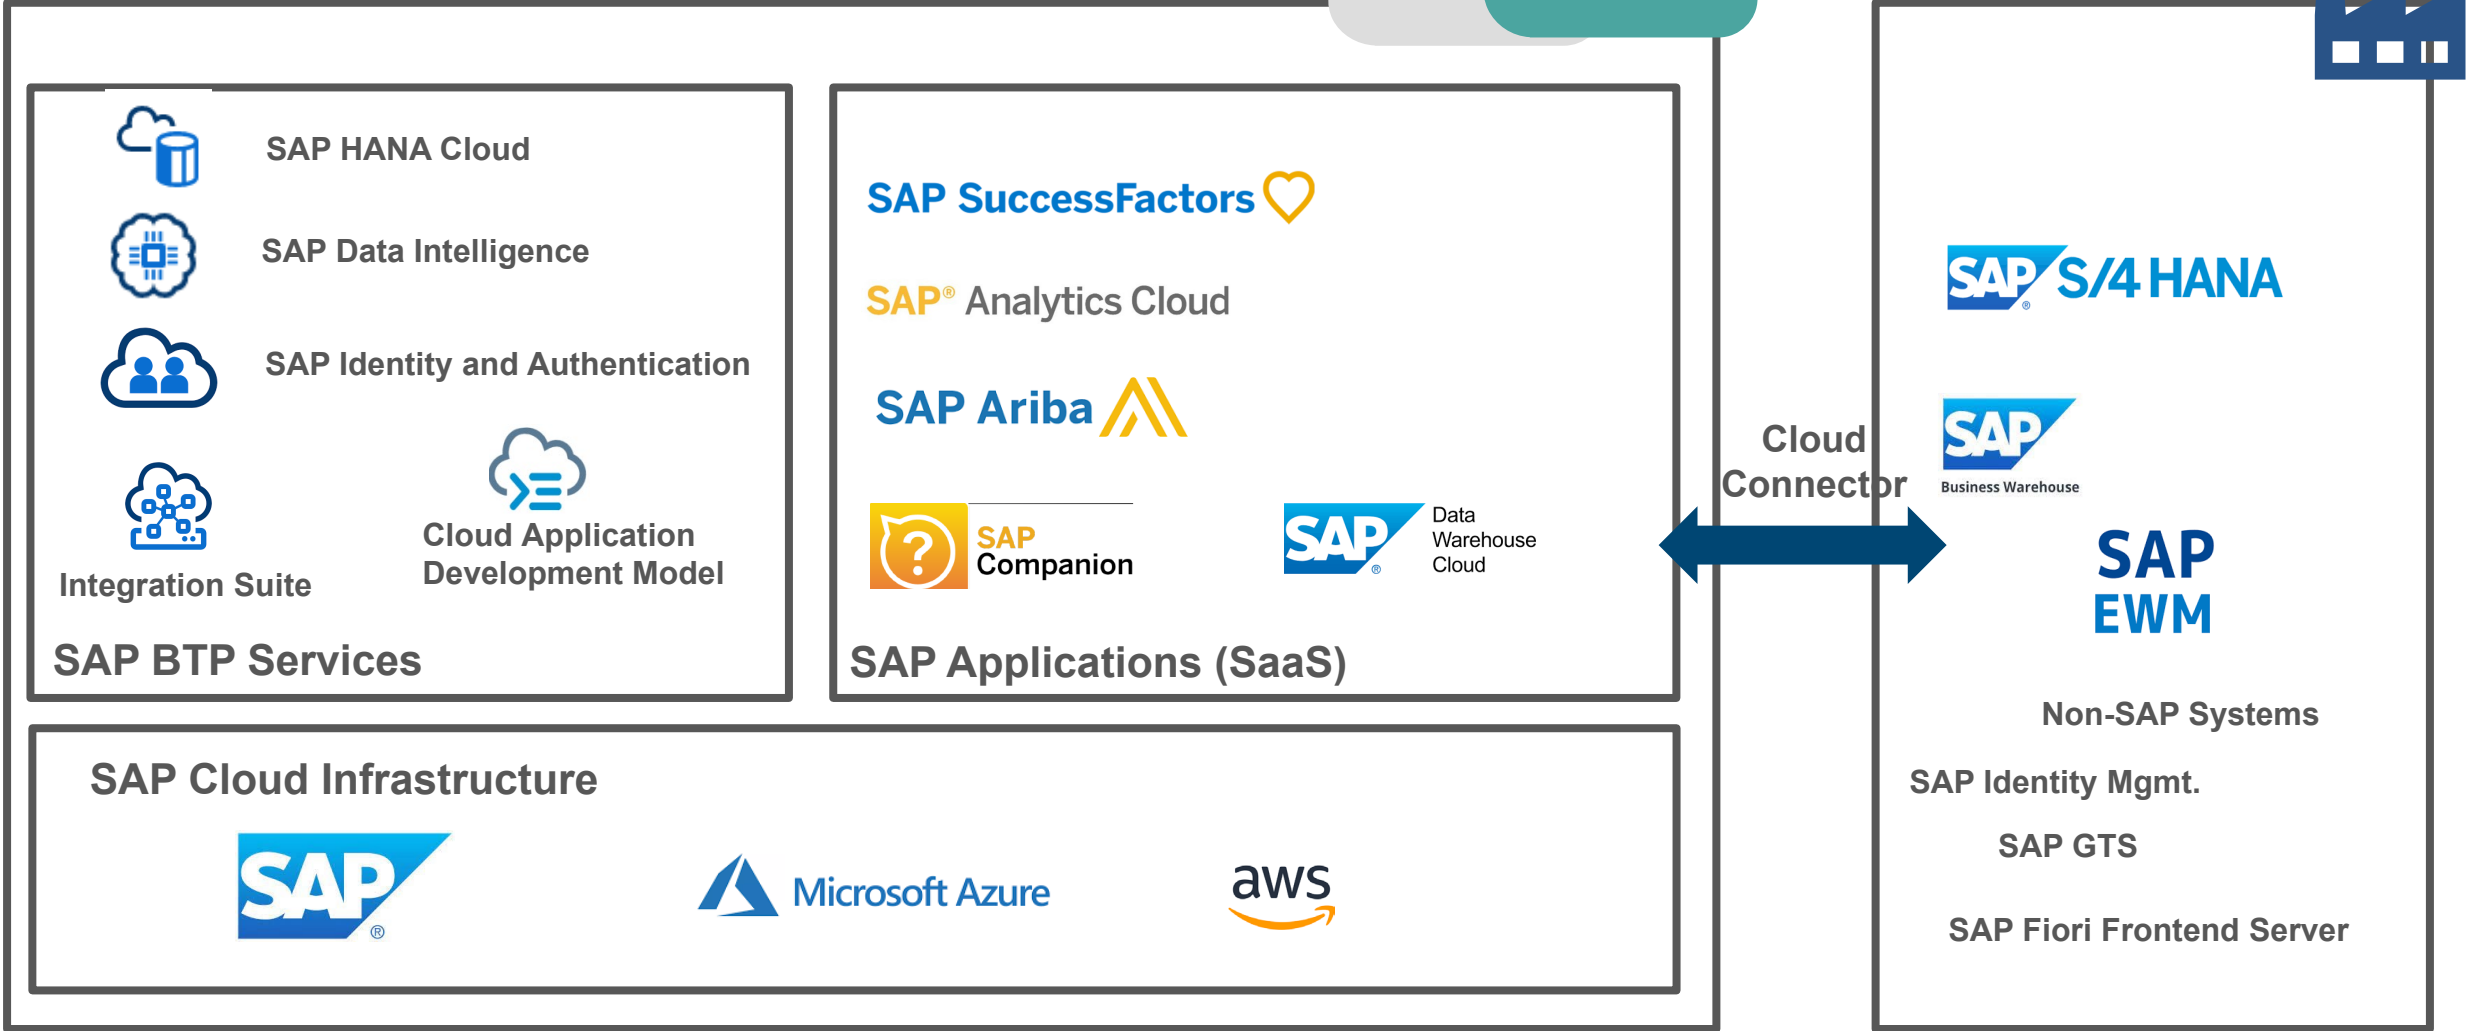 SAP HANA Cloud
SAP Data Intelligence
SAP Identity and Authentication
Integration Suite
Cloud Application
Development Model
SAP BTP Services
SAP SuccessFactors
SAP® Analytics Cloud
SAP Ariba
?
SAP
Companion
SAP®
Data
Warehouse
Cloud
SAP Applications (SaaS)
SAP Cloud Infrastructure
SAP®
Microsoft Azure
aws
Cloud
Connector
SAP® S/4HANA
SAP
Business Warehouse
SAP
EWM
Non-SAP Systems
SAP Identity Mgmt.
SAP GTS
SAP Fiori Frontend Server